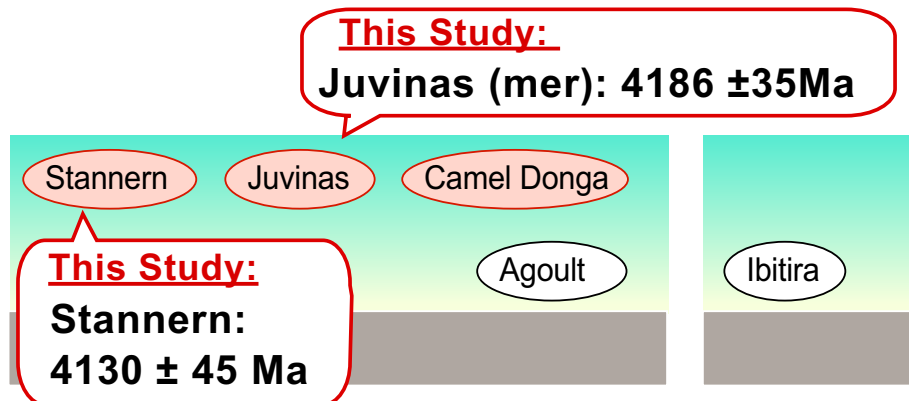 This Study:
Juvinas (mer): 4186 ±35Ma
Stannern
Juvinas
Camel Donga
This Study:
Stannern:
4130 ± 45 Ma
Agoult
Ibitira